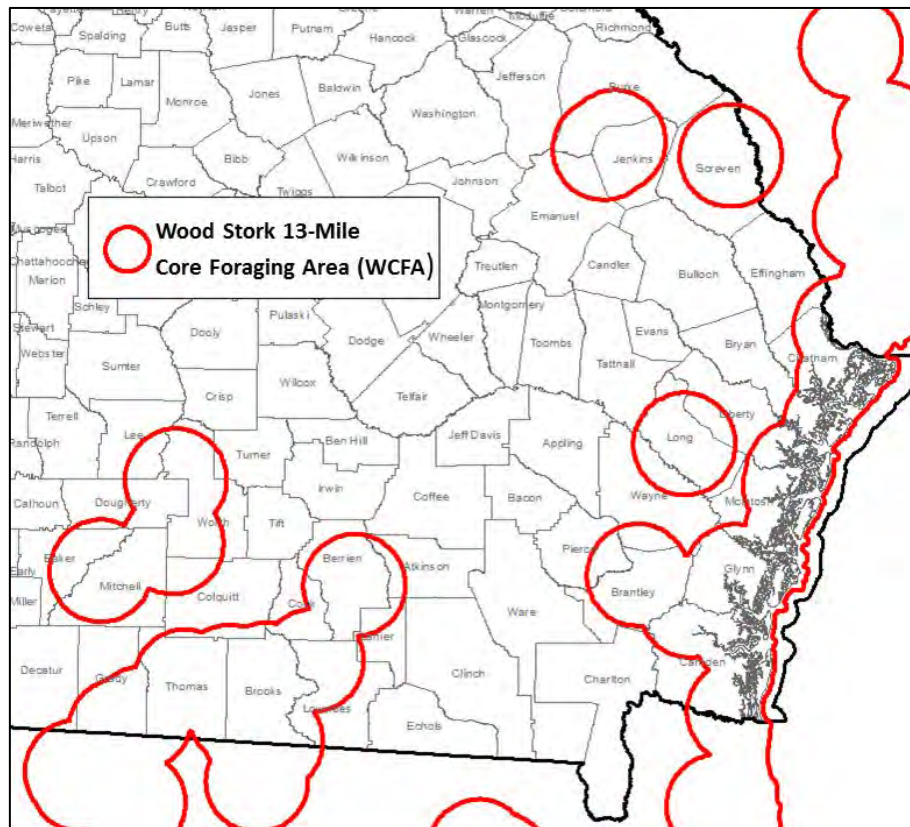 Coweta
Spalding
Butts
Jasper
Putnam
Hancock
Warren
McDuffie
Glascock
Richmond
Pike
Lamar
Monroe
Jones
Baldwin
Washington
Jefferson
Burke
Meriwether
Upson
Bibb
Wilkinson
Jenkins
Screven
Harris
Talbot
Crawford
Twiggs
Johnson
Emanuel
Wood Stork 13-Mile
Core Foraging Area (WCFA)
Marion
Schley
Treutlen
Candler
Bulloch
Effingham
Stewart
Webster
Dooly
Pulaski
Dodge
Wheeler
Montgomery
Toombs
Evans
Tattnall
Bryan
Chatham
Sumter
Crisp
Wilcox
Telfair
Terrell
Randolph
Lee
Turner
Ben Hill
Jeff Davis
Appling
Long
Liberty
Calhoun
Dougherty
Worth
Tift
Irwin
Coffee
Bacon
Wayne
McIntosh
Early
Baker
Mitchell
Miller
Colquitt
Cook
Berrien
Atkinson
Pierce
Ware
Brantley
Glynn
Decatur
Grady
Thomas
Brooks
Lowndes
Lanier
Clinch
Echols
Charlton
Camden